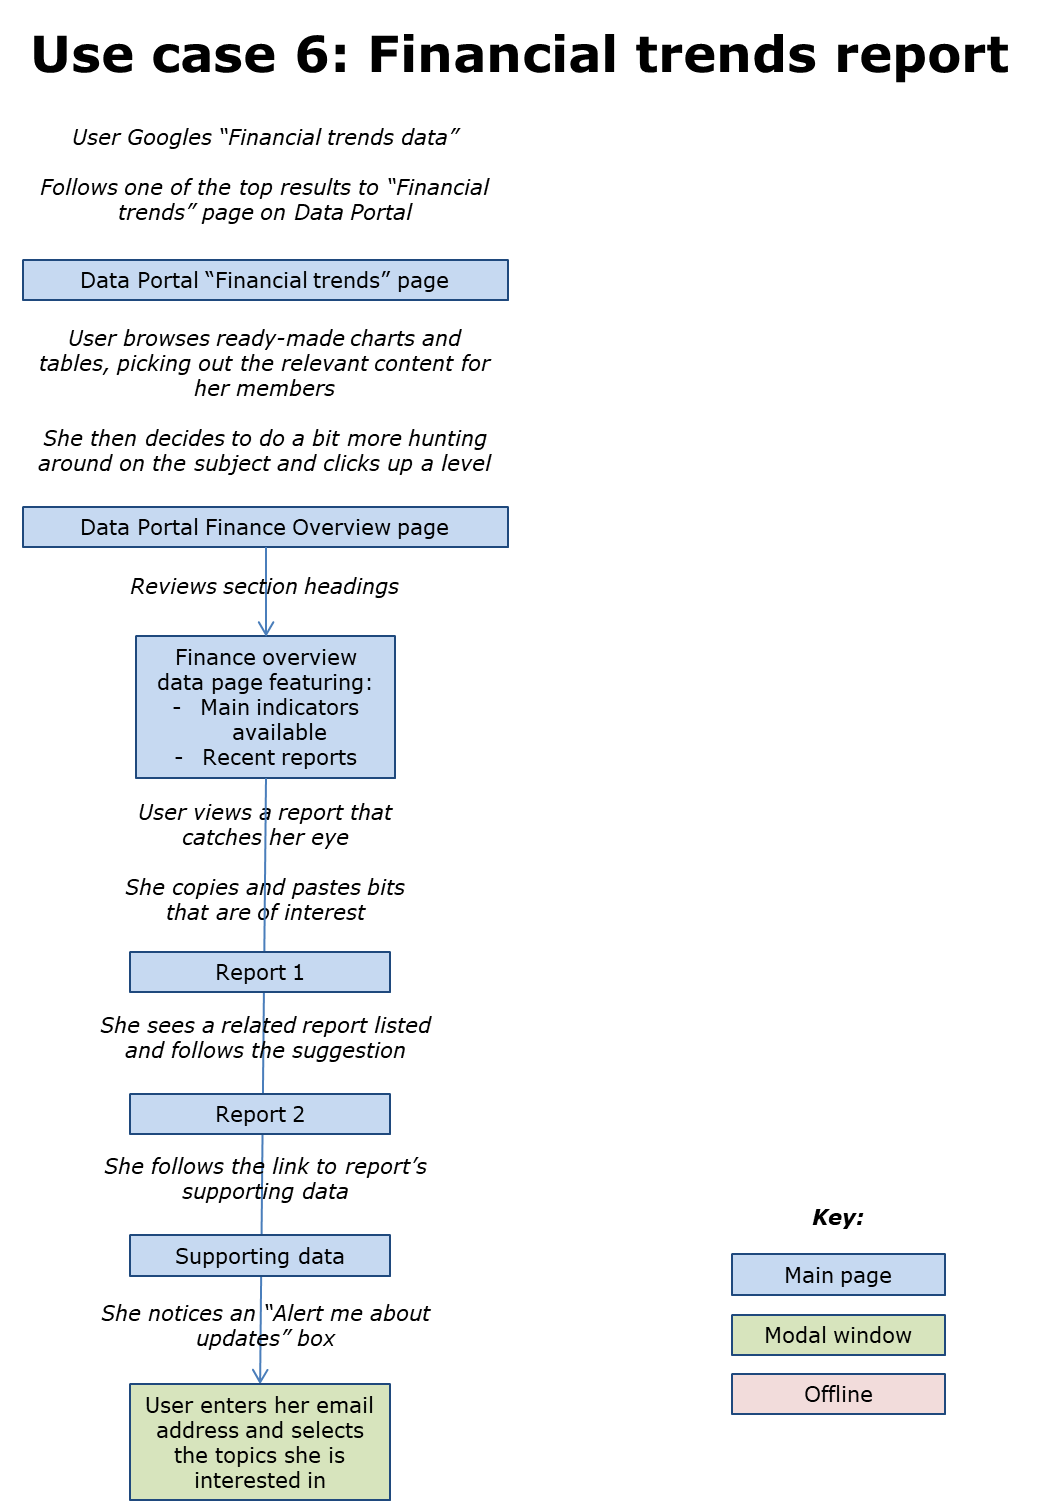 Use case 6: Financial trends report
User Googles “Financial trends data”
Follows one of the top results to “Financial
trends” page on Data Portal
Data Portal “Financial trends” page
User browses ready-made charts and
tables, picking out the relevant content for
her members
She then decides to do a bit more hunting
around on the subject and clicks up a level
Data Portal Finance Overview page
Reviews section headings
Finance overview
data page featuring:
- Main indicators
available
- Recent reports
User views a report that
catches her eye
She copies and pastes bits
that are of interest
Report 1
She sees a related report listed
and follows the suggestion
Report 2
She follows the link to report’s
supporting data
Supporting data
She notices an “Alert me about
updates” box
User enters her email
address and selects
the topics she is
interested in
Key:
Main page
Modal window
Offline